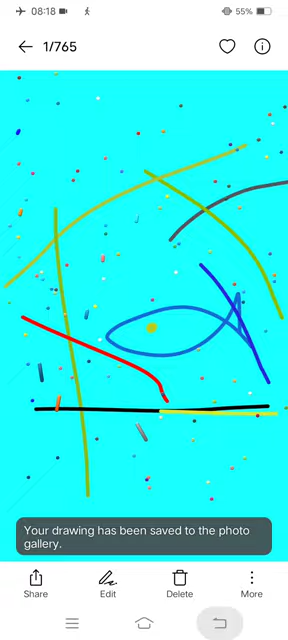 08:18
55%
1/765
Your drawing has been saved to the photo
gallery.
Share
Edit
Delete
More